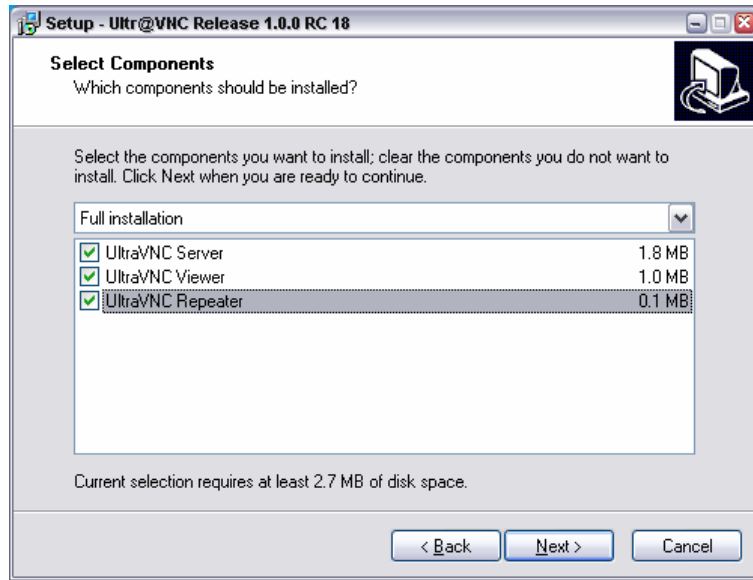 Setup - Ultr@VNC Release 1.0.0 RC 18
Select Components
Which components should be installed?
Select the components you want to install; clear the components you do not want to
install. Click Next when you are ready to continue.
Full installation
UltraVNC Server 1.8 MB
UltraVNC Viewer 1.0 MB
UltraVNC Repeater 0.1 MB
Current selection requires at least 2.7 MB of disk space.
< Back Next > Cancel